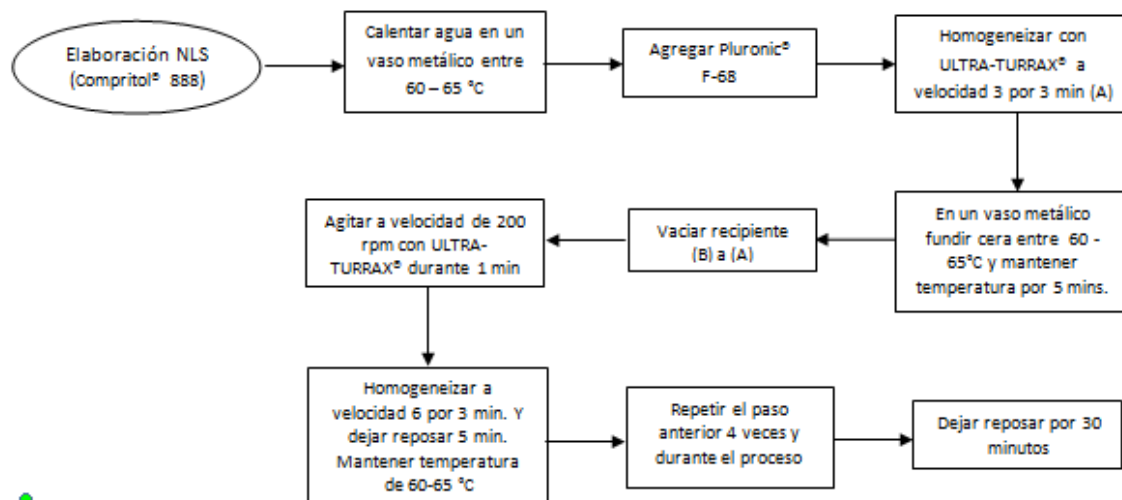 Elaboración NLS
(Compritol® 888)
Calentar agua en un
vaso metálico entre
60 – 65 °C
Agregar Pluronic®
F-68
Homogeneizar con
ULTRA-TURRAX® a
velocidad 3 por 3 min (A)
En un vaso metálico
fundir cera entre 60 -
65°C y mantener
temperatura por 5 mins.
Vaciar recipiente
(B) a (A)
Agitar a velocidad de 200
rpm con ULTRA-
TURRAX® durante 1 min
Homogeneizar a
velocidad 6 por 3 min. Y
dejar reposar 5 min.
Mantener temperatura
de 60-65 °C
Repetir el paso
anterior 4 veces y
durante el proceso
Dejar reposar por 30
minutos